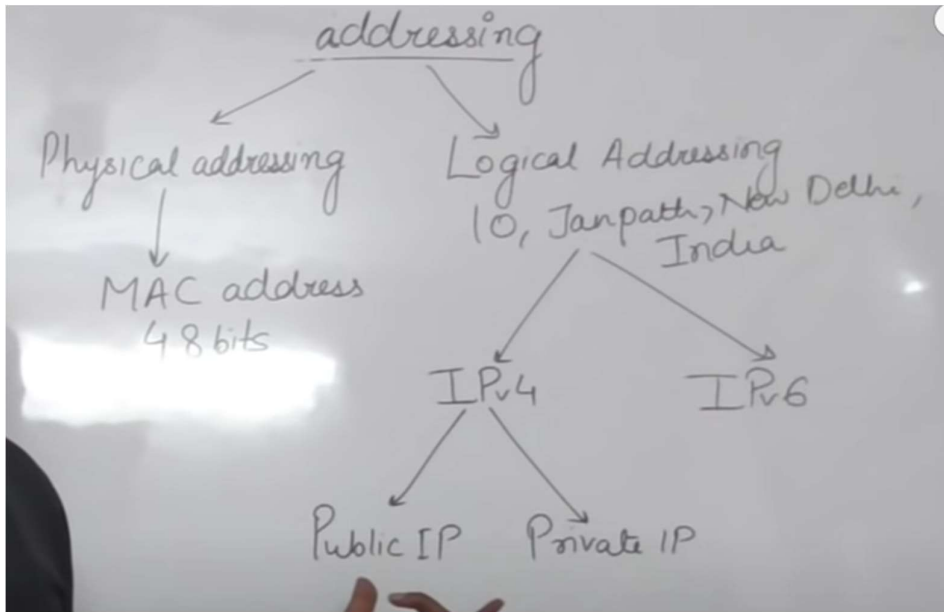 addressing
Physical addressing
Logical Addressing
10, Janpath, New Delhi,
India
MAC address
48 bits
IPv4
IPv6
Public IP
Private IP